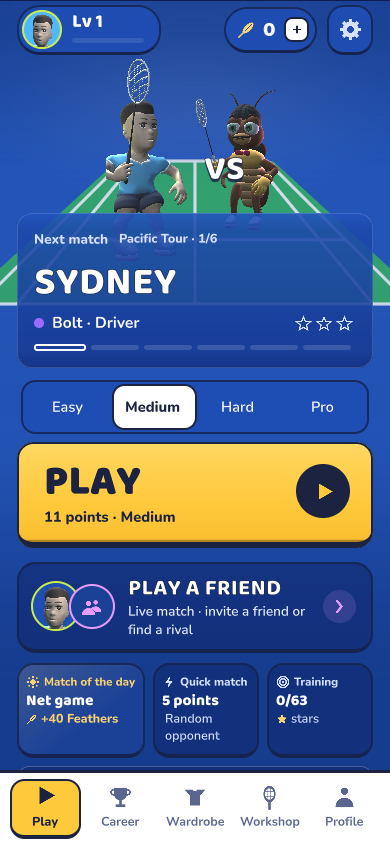 Lv 1
0
+
VS
Next match Pacific Tour · 1/6
SYDNEY
Bolt · Driver
Easy
Medium
Hard
Pro
PLAY
11 points · Medium
PLAY A FRIEND
Live match · invite a friend or
find a rival
Match of the day
Net game
+40 Feathers
Quick match
5 points
Random
opponent
Training
0/63
stars
Play
Career
Wardrobe
Workshop
Profile